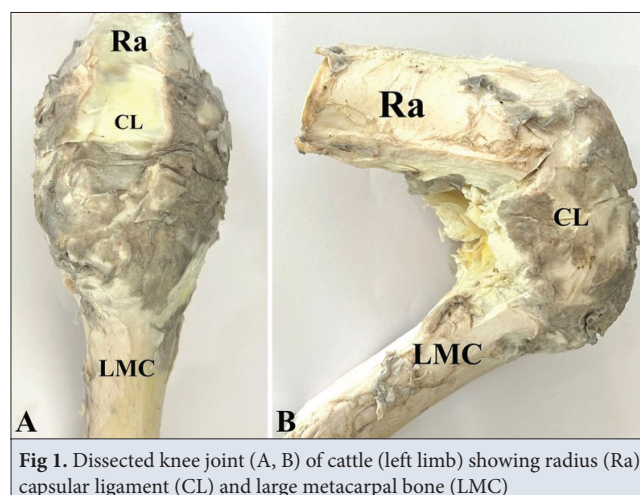 Ra
CL
LMC
A
Ra
CL
LMC
B
Fig 1. Dissected knee joint (A, B) of cattle (left limb) showing radius (Ra)
capsular ligament (CL) and large metacarpal bone (LMC)